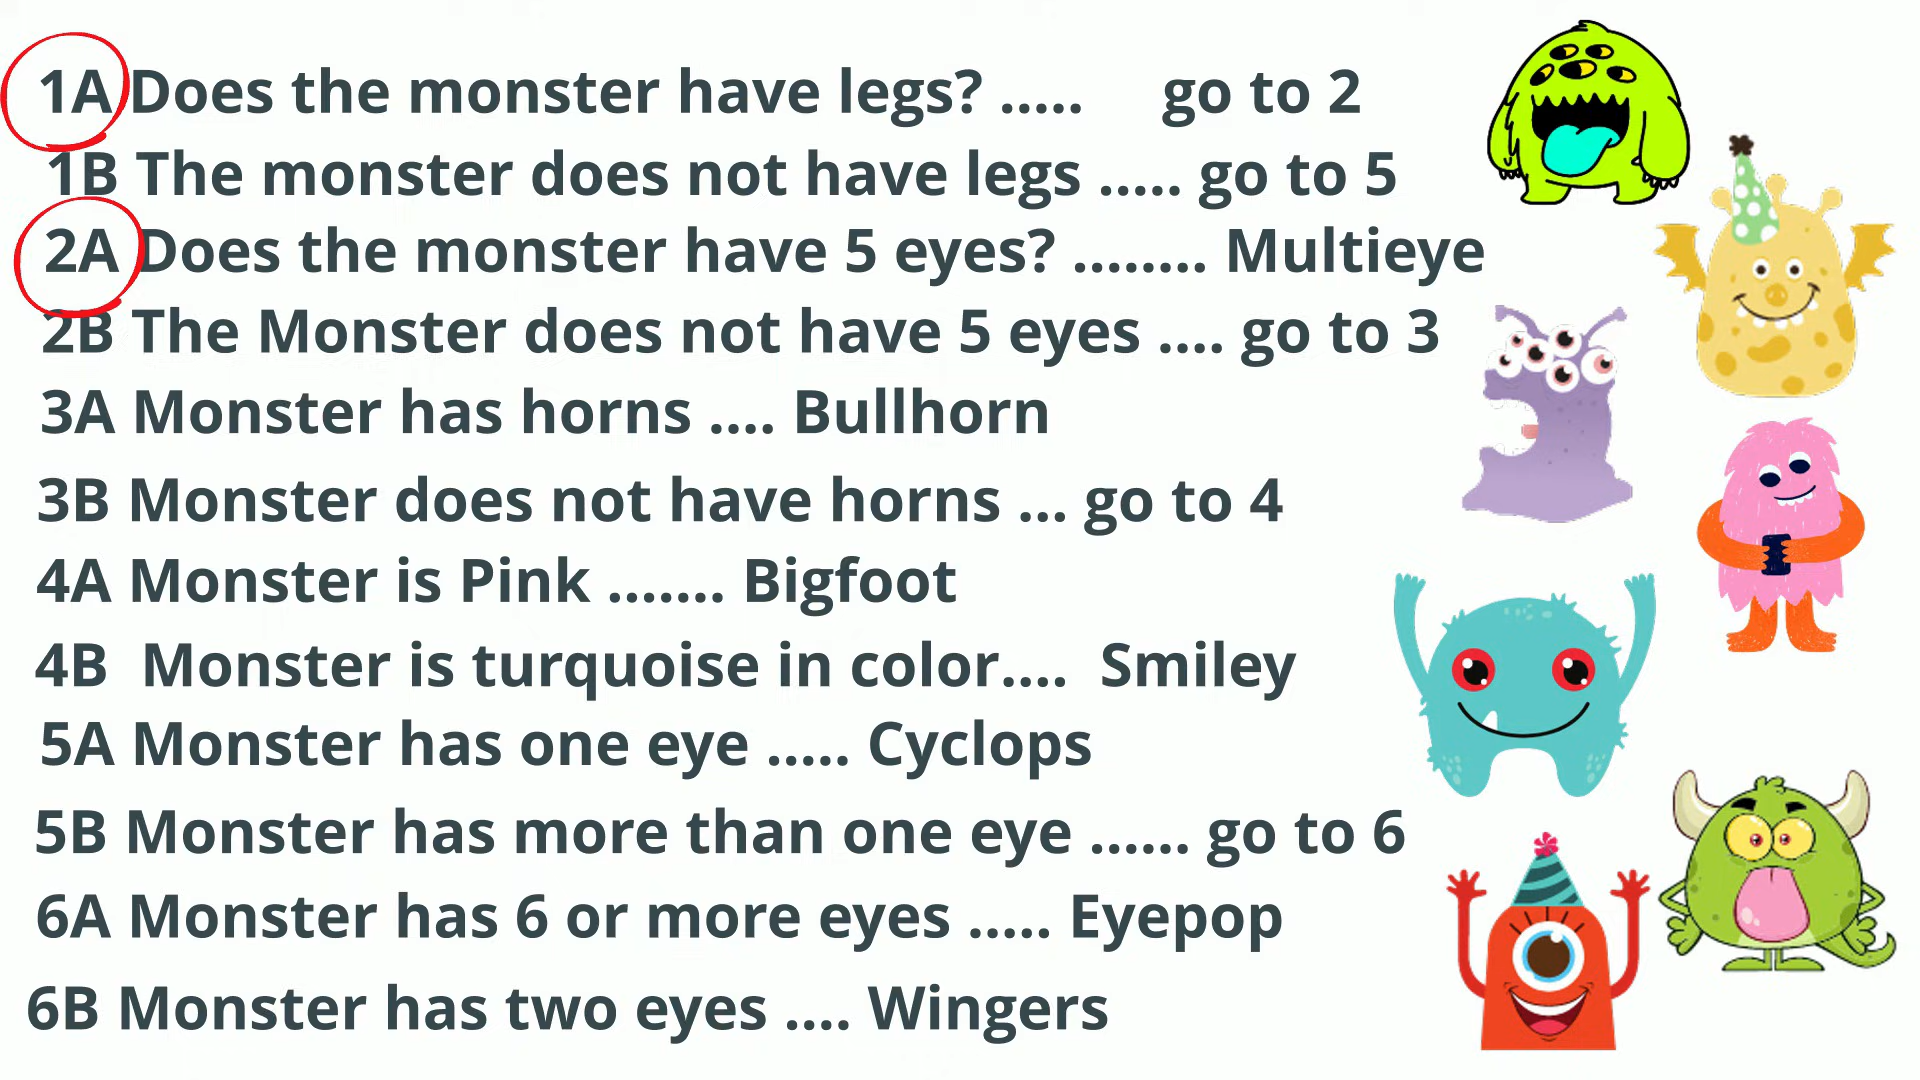 1A Does the monster have legs? ..... go to 2
1B The monster does not have legs ..... go to 5
2A Does the monster have 5 eyes? ........ Multieye
2B The Monster does not have 5 eyes .... go to 3
3A Monster has horns .... Bullhorn
3B Monster does not have horns ... go to 4
4A Monster is Pink ....... Bigfoot
4B Monster is turquoise in color.... Smiley
5A Monster has one eye ..... Cyclops
5B Monster has more than one eye ...... go to 6
6A Monster has 6 or more eyes ..... Eyepop
6B Monster has two eyes .... Wingers